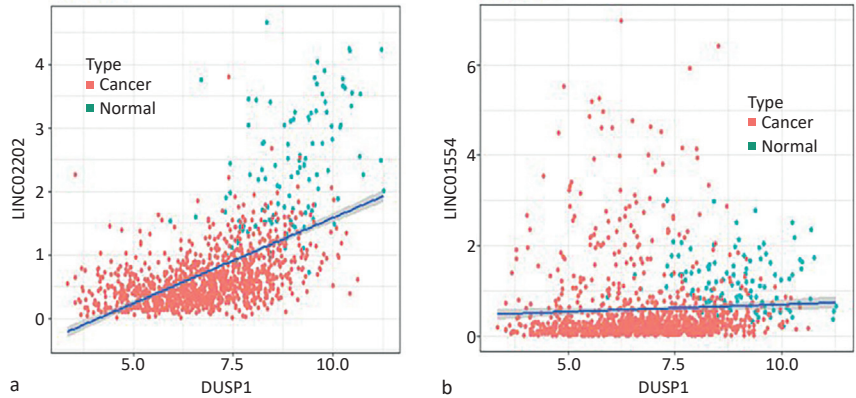 4
3
2
1
0
LINC02202
Type
Cancer
Normal
5.0 7.5 10.0
DUSP1
a
6
4
2
0
LINC01554
Type
Cancer
Normal
5.0 7.5 10.0
DUSP1
b